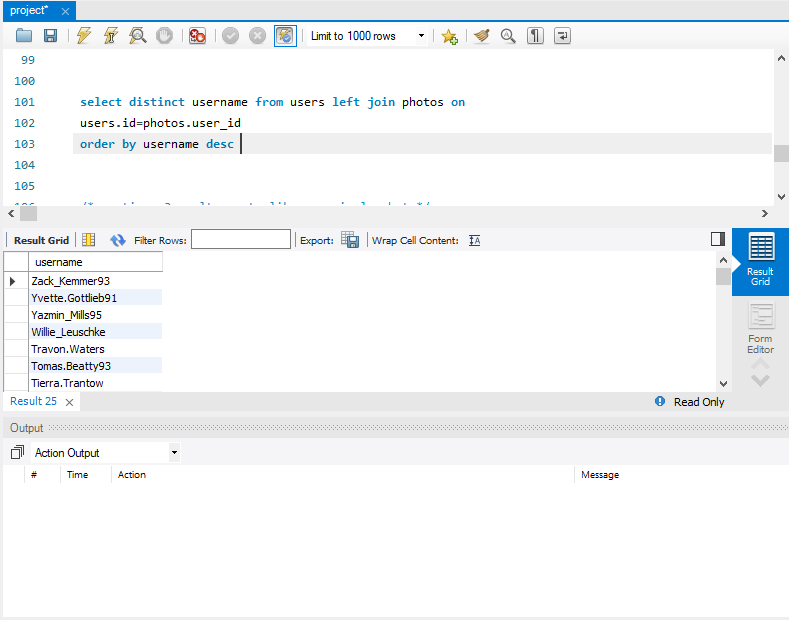 project*
Limit to 1000 rows
99
100
101 select distinct username from users left join photos on
102 users.id=photos.user_id
103 order by username desc
104
105
Result Grid Filter Rows: Export: Wrap Cell Content:
username
Zack_Kemmer93
Yvette.Gottlieb91
Yazmin_Mills95
Willie_Leuschke
Travon.Waters
Tomas.Beatty93
Tierra.Trantow
Result
Grid
Form
Editor
Result 25 Read Only
Output
Action Output
# Time Action Message